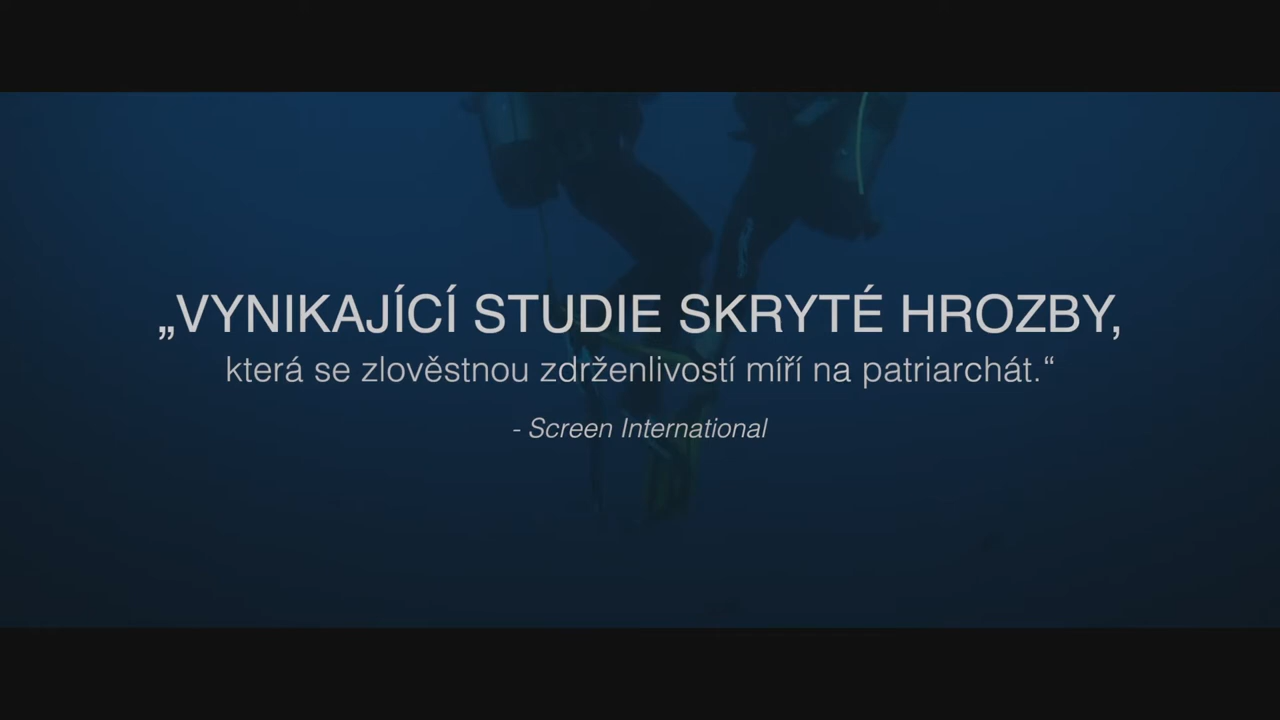 „VYNIKAJÍCÍ STUDIE SKRYTÉ HROZBY,
která se zlověstnou zdrženlivostí míří na patriarchát.“
- Screen International